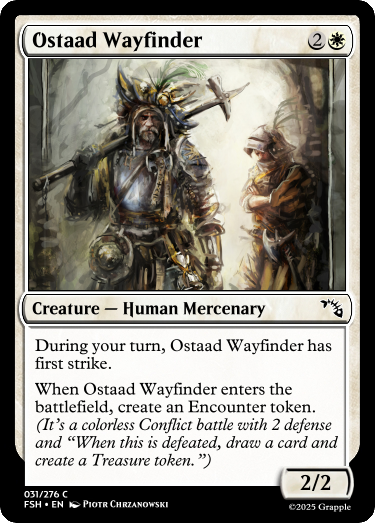 Ostaad Wayfinder 2
Creature — Human Mercenary
During your turn, Ostaad Wayfinder has
first strike.
When Ostaad Wayfinder enters the
battlefield, create an Encounter token.
(It's a colorless Conflict battle with 2 defense
and “When this is defeated, draw a card and
create a Treasure token.”)
2/2
031/276 C
FSH • EN Piotr Chrzanowski
©2025 Grapple